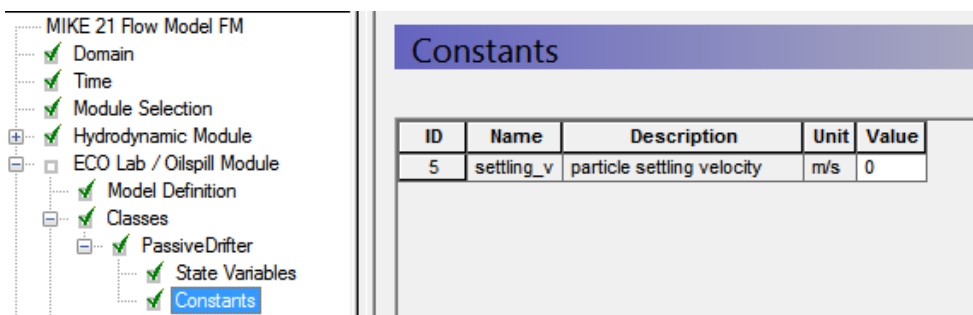 MIKE 21 Flow Model FM
Domain
Time
Module Selection
Hydrodynamic Module
ECO Lab / Oilspill Module
Model Definition
Classes
PassiveDrifter
State Variables
Constants
Constants
ID Name Description Unit Value
5 settling_v particle settling velocity m/s 0